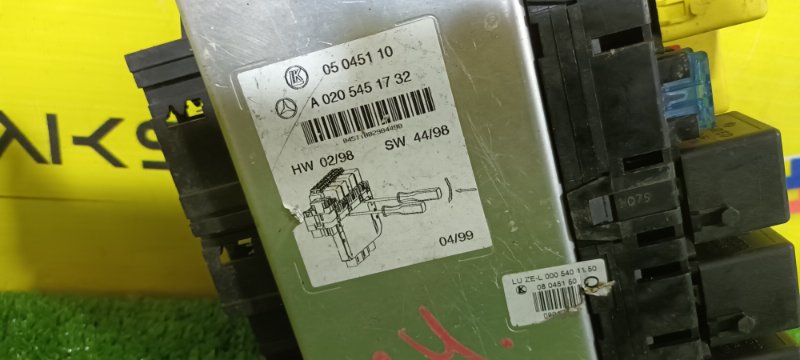 K
05 0451 10
A 020 545 17 32
HW 02/98 SW 44/98
04/99
LU ZE-L 000 540 11 50
K 08 0451 50